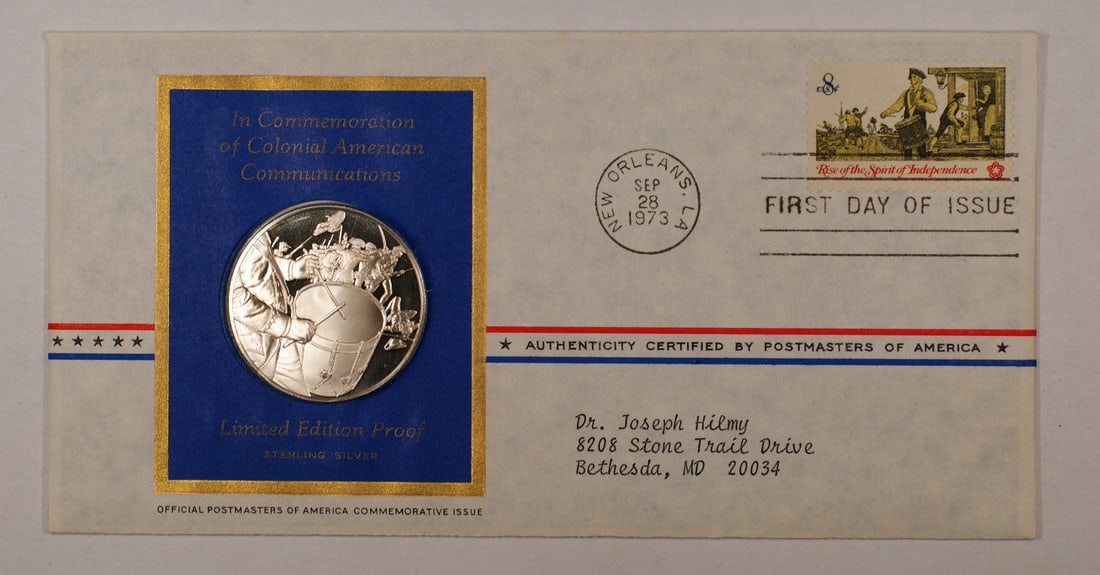 In Commemoration
of Colonial American
Communications
Limited Edition Proof
STERLING SILVER
OFFICIAL POSTMASTERS OF AMERICA COMMEMORATIVE ISSUE
NEW ORLEANS, LA
SEP
28
1973
8
Rise of the Spirit of Independence
FIRST DAY OF ISSUE
★ ★ ★ ★ ★
★ AUTHENTICITY CERTIFIED BY POSTMASTERS OF AMERICA ★
Dr. Joseph Hilmy
8208 Stone Trail Drive
Bethesda, MD 20034